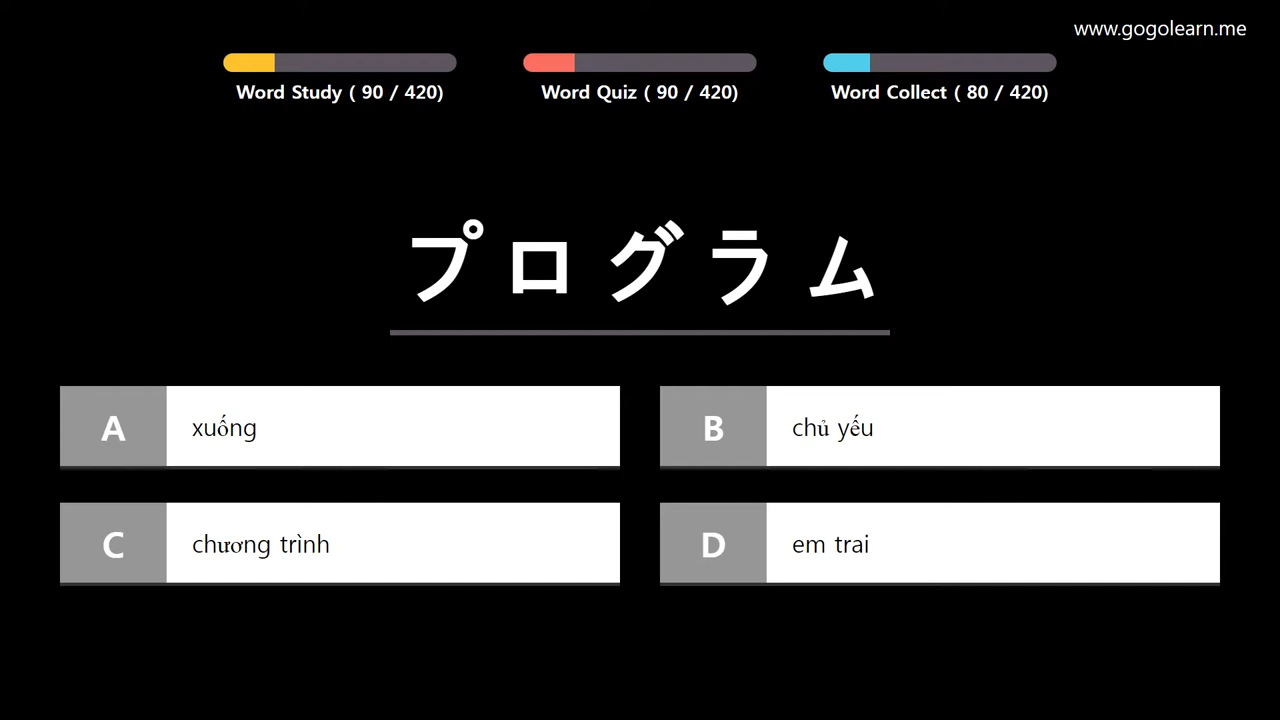 www.gogolearn.me
Word Study ( 90 / 420)
Word Quiz ( 90 / 420)
Word Collect ( 80 / 420)
プログラム
A xuống
B chủ yếu
C chương trình
D em trai